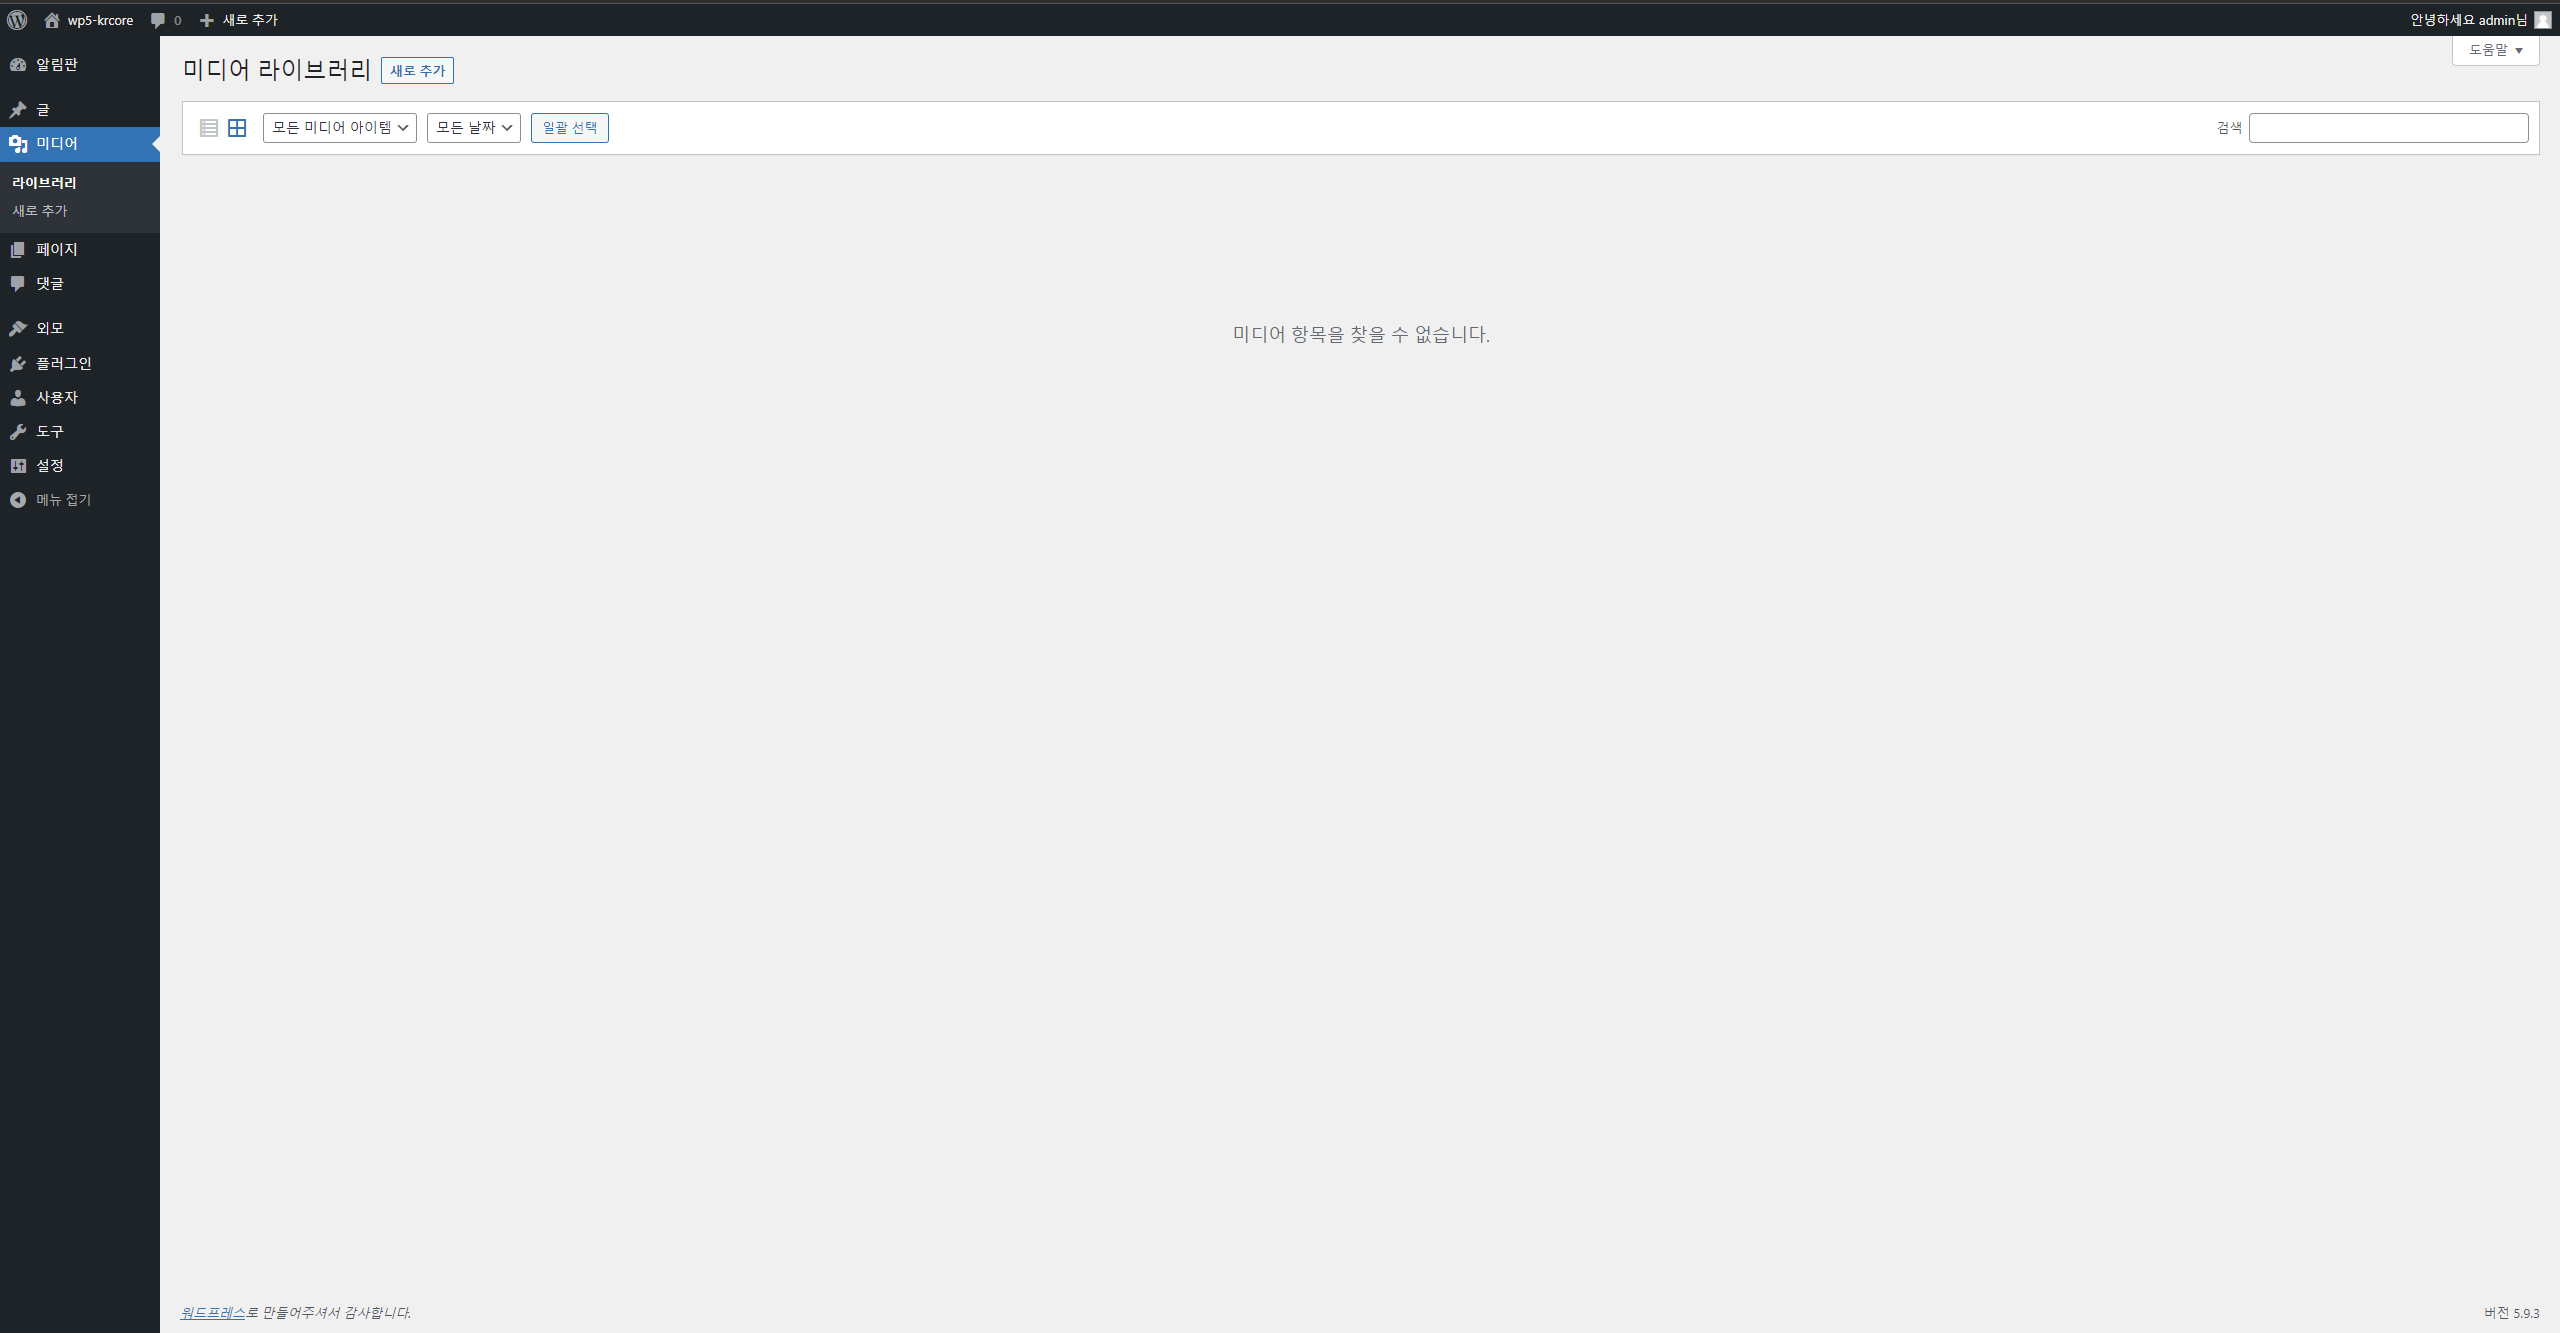 wp5-krcore 0 새로 추가 안녕하세요 admin님
알림판
글
미디어
라이브러리
새로 추가
페이지
댓글
외모
플러그인
사용자
도구
설정
메뉴 접기
도움말
미디어 라이브러리 새로 추가
모든 미디어 아이템 모든 날짜 일괄 선택 검색
미디어 항목을 찾을 수 없습니다.
워드프레스로 만들어주셔서 감사합니다. 버전 5.9.3